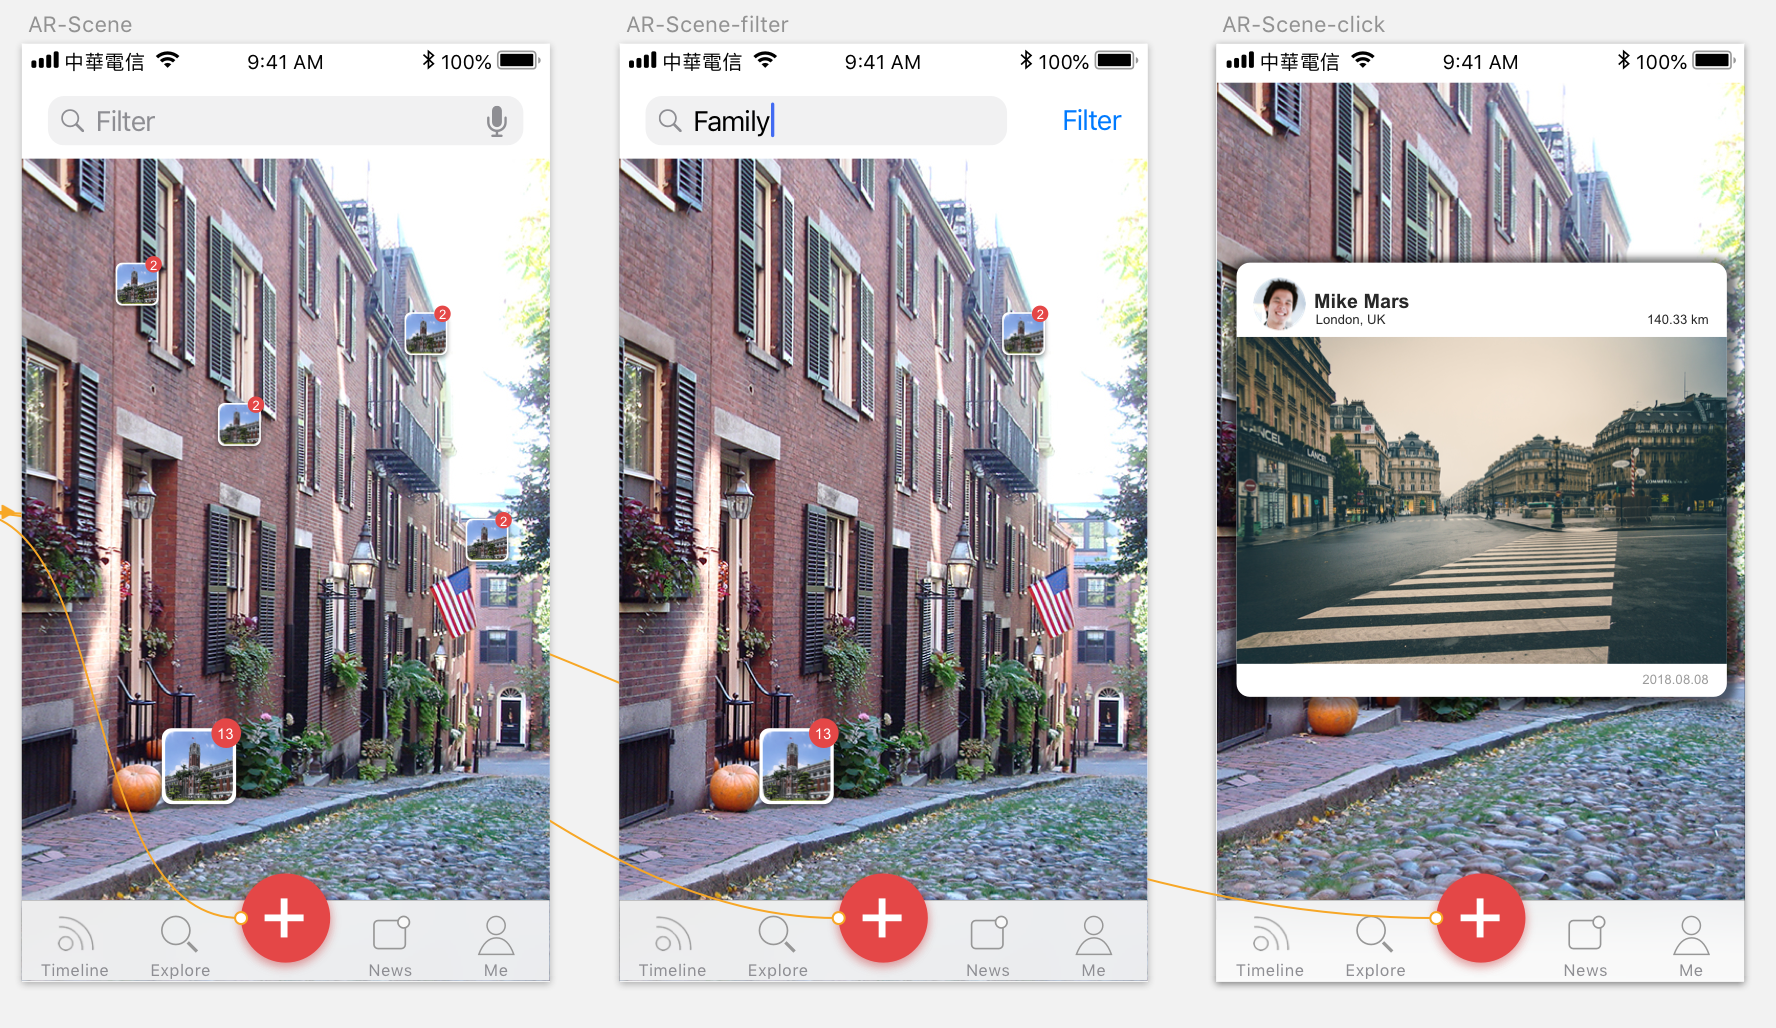 AR-Scene
中華電信
9:41 AM
100%
Filter
2
2
2
2
13
Timeline
Explore
News
Me
AR-Scene-filter
中華電信
9:41 AM
100%
Family
Filter
2
13
Timeline
Explore
News
Me
AR-Scene-click
中華電信
9:41 AM
100%
Mike Mars
London, UK
140.33 km
LANCEL
LANCEL
2018.08.08
Timeline
Explore
News
Me